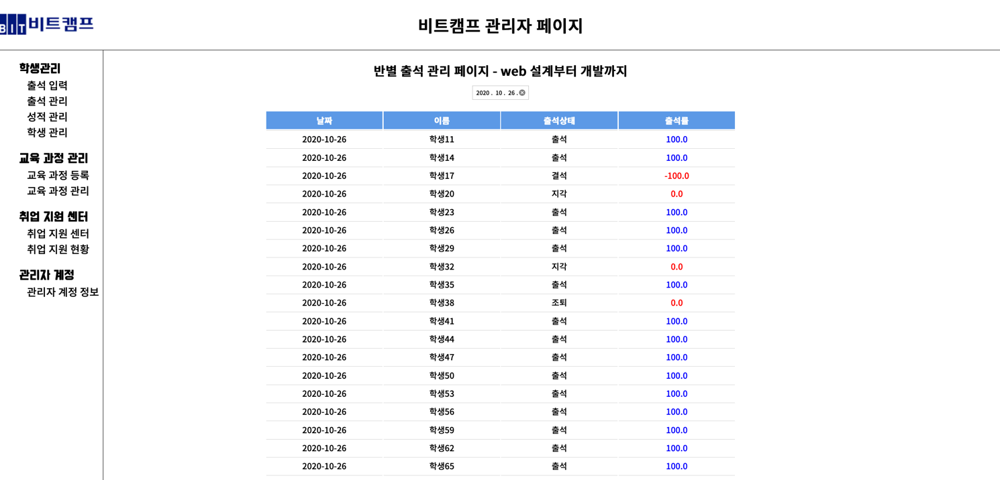 BIT 비트캠프
비트캠프 관리자 페이지
학생관리
출석 입력
출석 관리
성적 관리
학생 관리
교육 과정 관리
교육 과정 등록
교육 과정 관리
취업 지원 센터
취업 지원 센터
취업 지원 현황
관리자 계정
관리자 계정 정보
반별 출석 관리 페이지 - web 설계부터 개발까지
2020. 10. 26.
날짜 이름 출석상태 출석률
2020-10-26 학생11 출석 100.0
2020-10-26 학생14 출석 100.0
2020-10-26 학생17 결석 -100.0
2020-10-26 학생20 지각 0.0
2020-10-26 학생23 출석 100.0
2020-10-26 학생26 출석 100.0
2020-10-26 학생29 출석 100.0
2020-10-26 학생32 지각 0.0
2020-10-26 학생35 출석 100.0
2020-10-26 학생38 조퇴 0.0
2020-10-26 학생41 출석 100.0
2020-10-26 학생44 출석 100.0
2020-10-26 학생47 출석 100.0
2020-10-26 학생50 출석 100.0
2020-10-26 학생53 출석 100.0
2020-10-26 학생56 출석 100.0
2020-10-26 학생59 출석 100.0
2020-10-26 학생62 출석 100.0
2020-10-26 학생65 출석 100.0